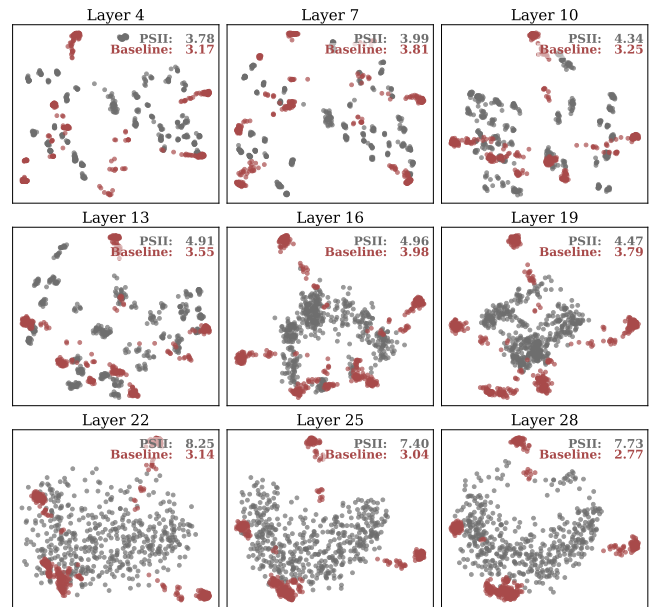 Layer 4
PSII: 3.78
Baseline: 3.17
Layer 7
PSII: 3.99
Baseline: 3.81
Layer 10
PSII: 4.34
Baseline: 3.25
Layer 13
PSII: 4.91
Baseline: 3.55
Layer 16
PSII: 4.96
Baseline: 3.98
Layer 19
PSII: 4.47
Baseline: 3.79
Layer 22
PSII: 8.25
Baseline: 3.14
Layer 25
PSII: 7.40
Baseline: 3.04
Layer 28
PSII: 7.73
Baseline: 2.77